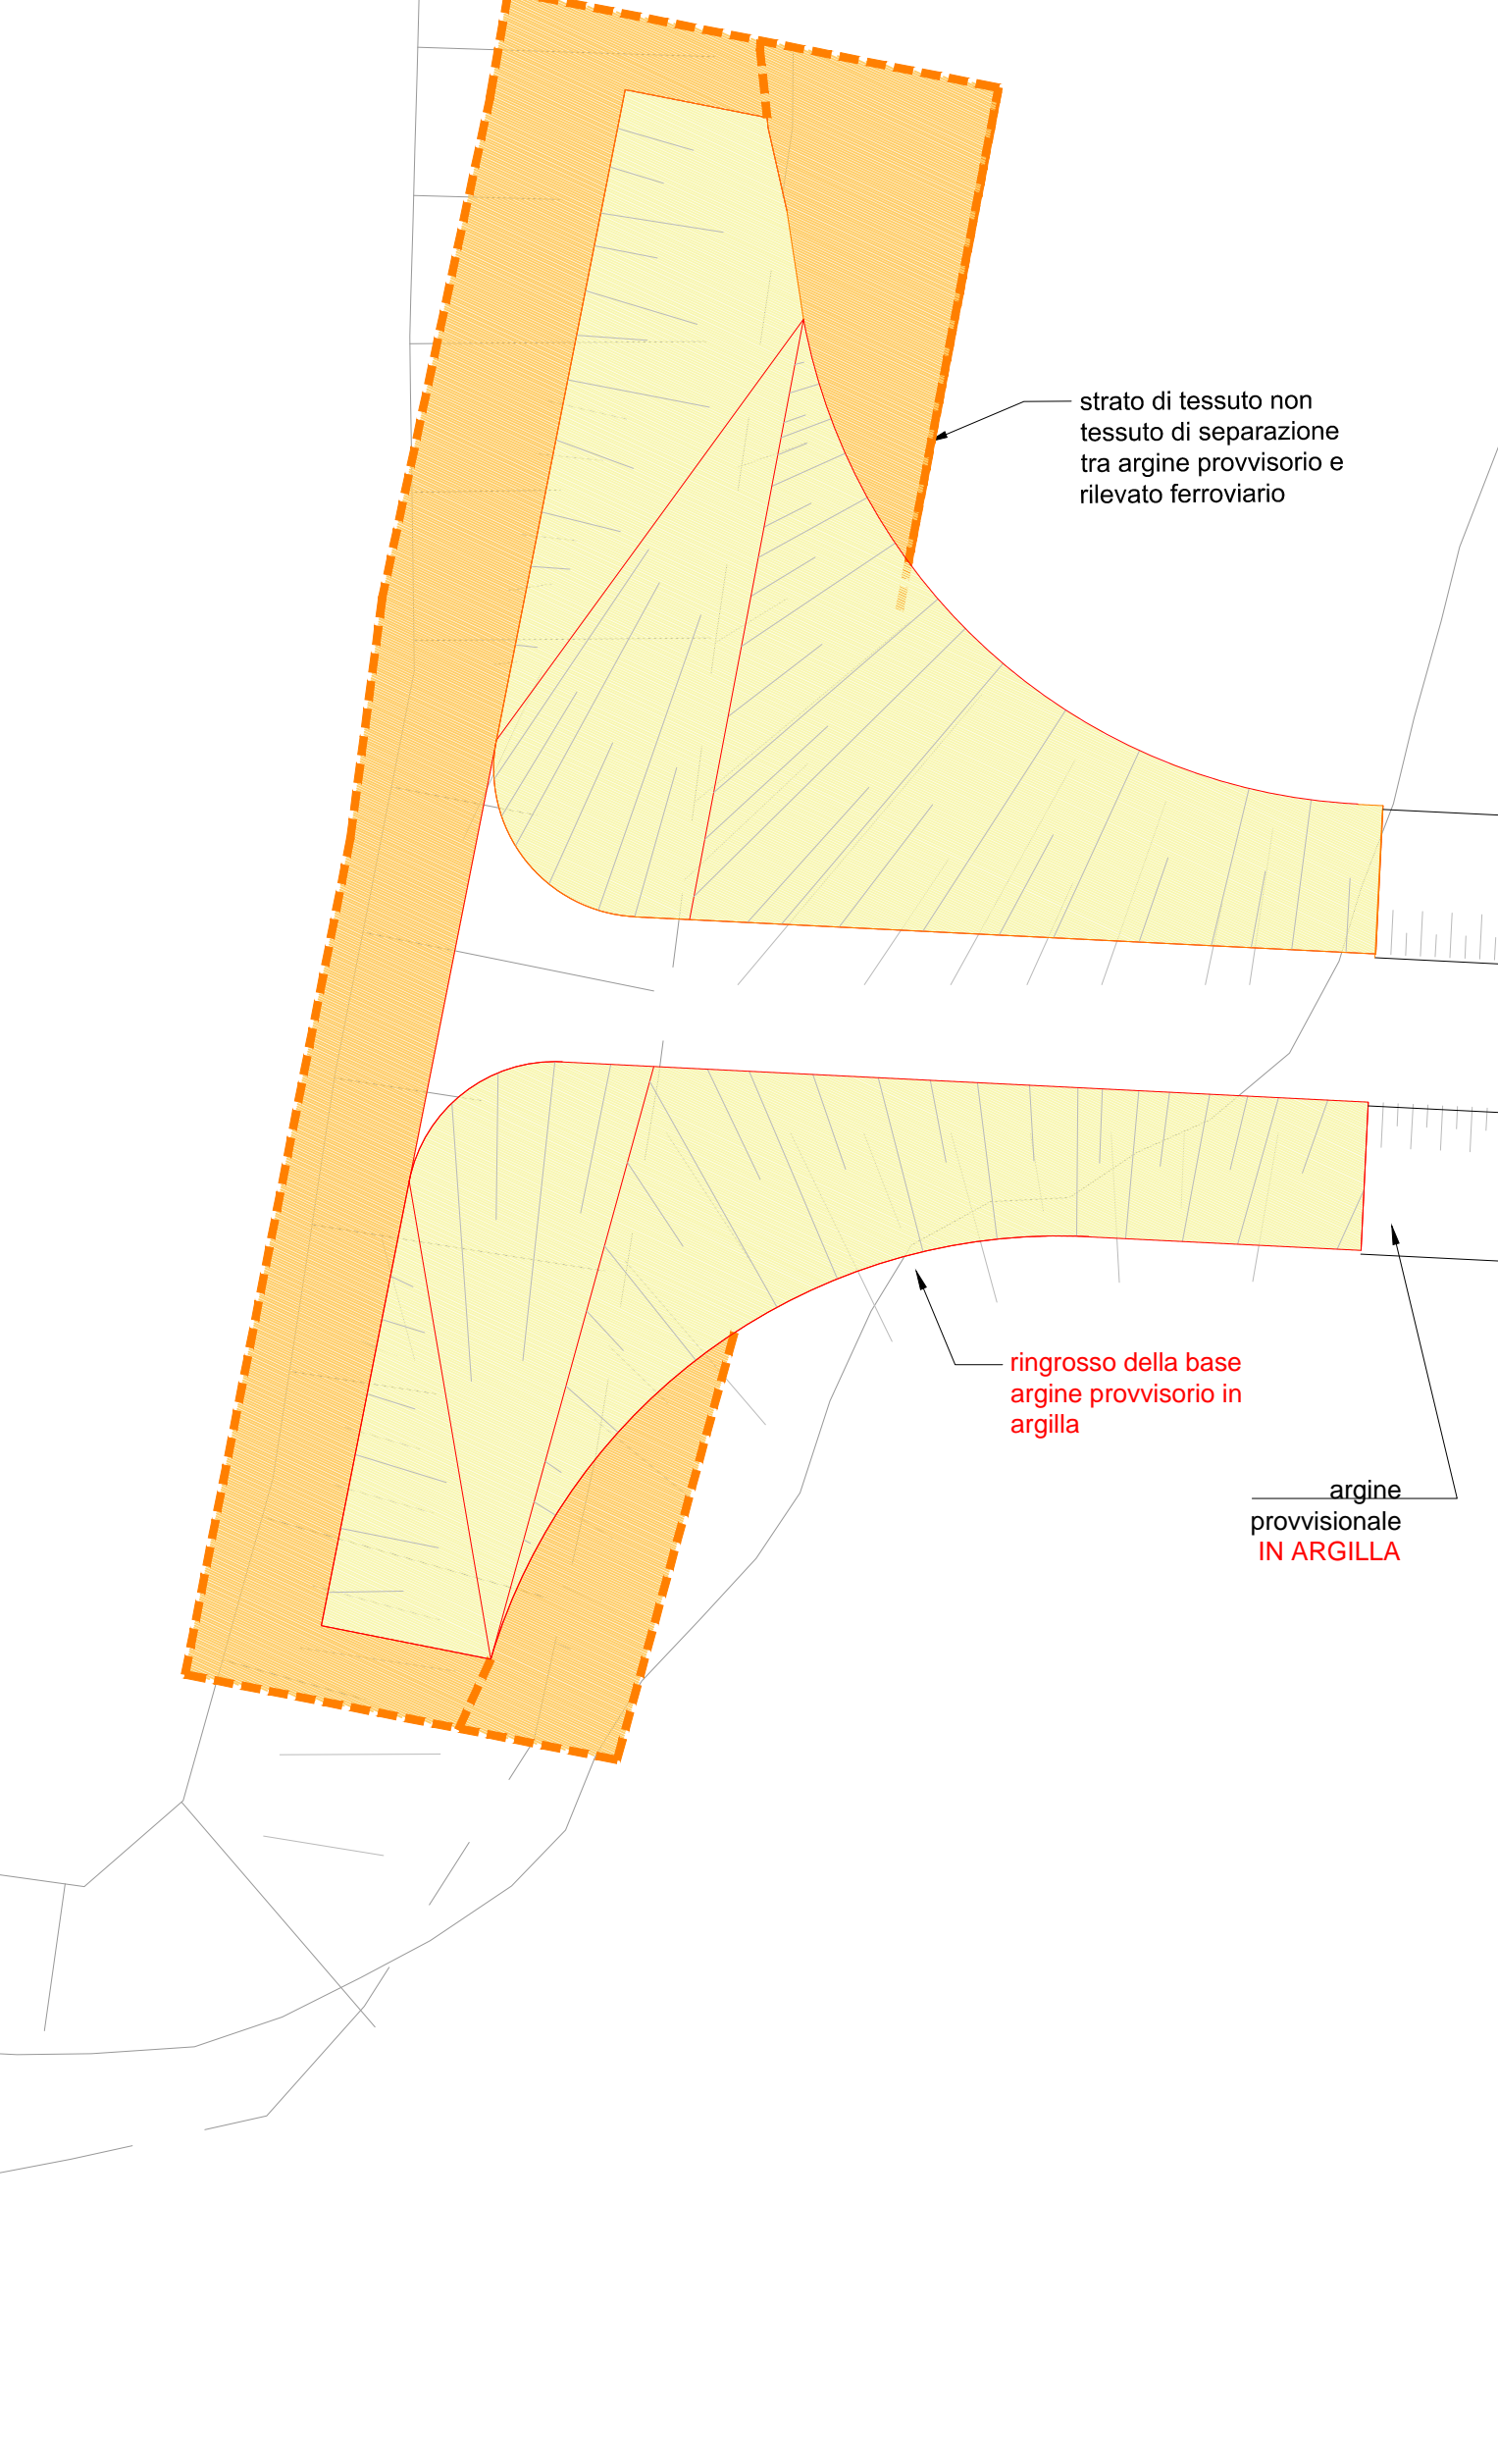 strato di tessuto non
tessuto di separazione
tra argine provvisorio e
rilevato ferroviario
ringrosso della base
argine provvisorio in
argilla
argine
provvisionale
IN ARGILLA